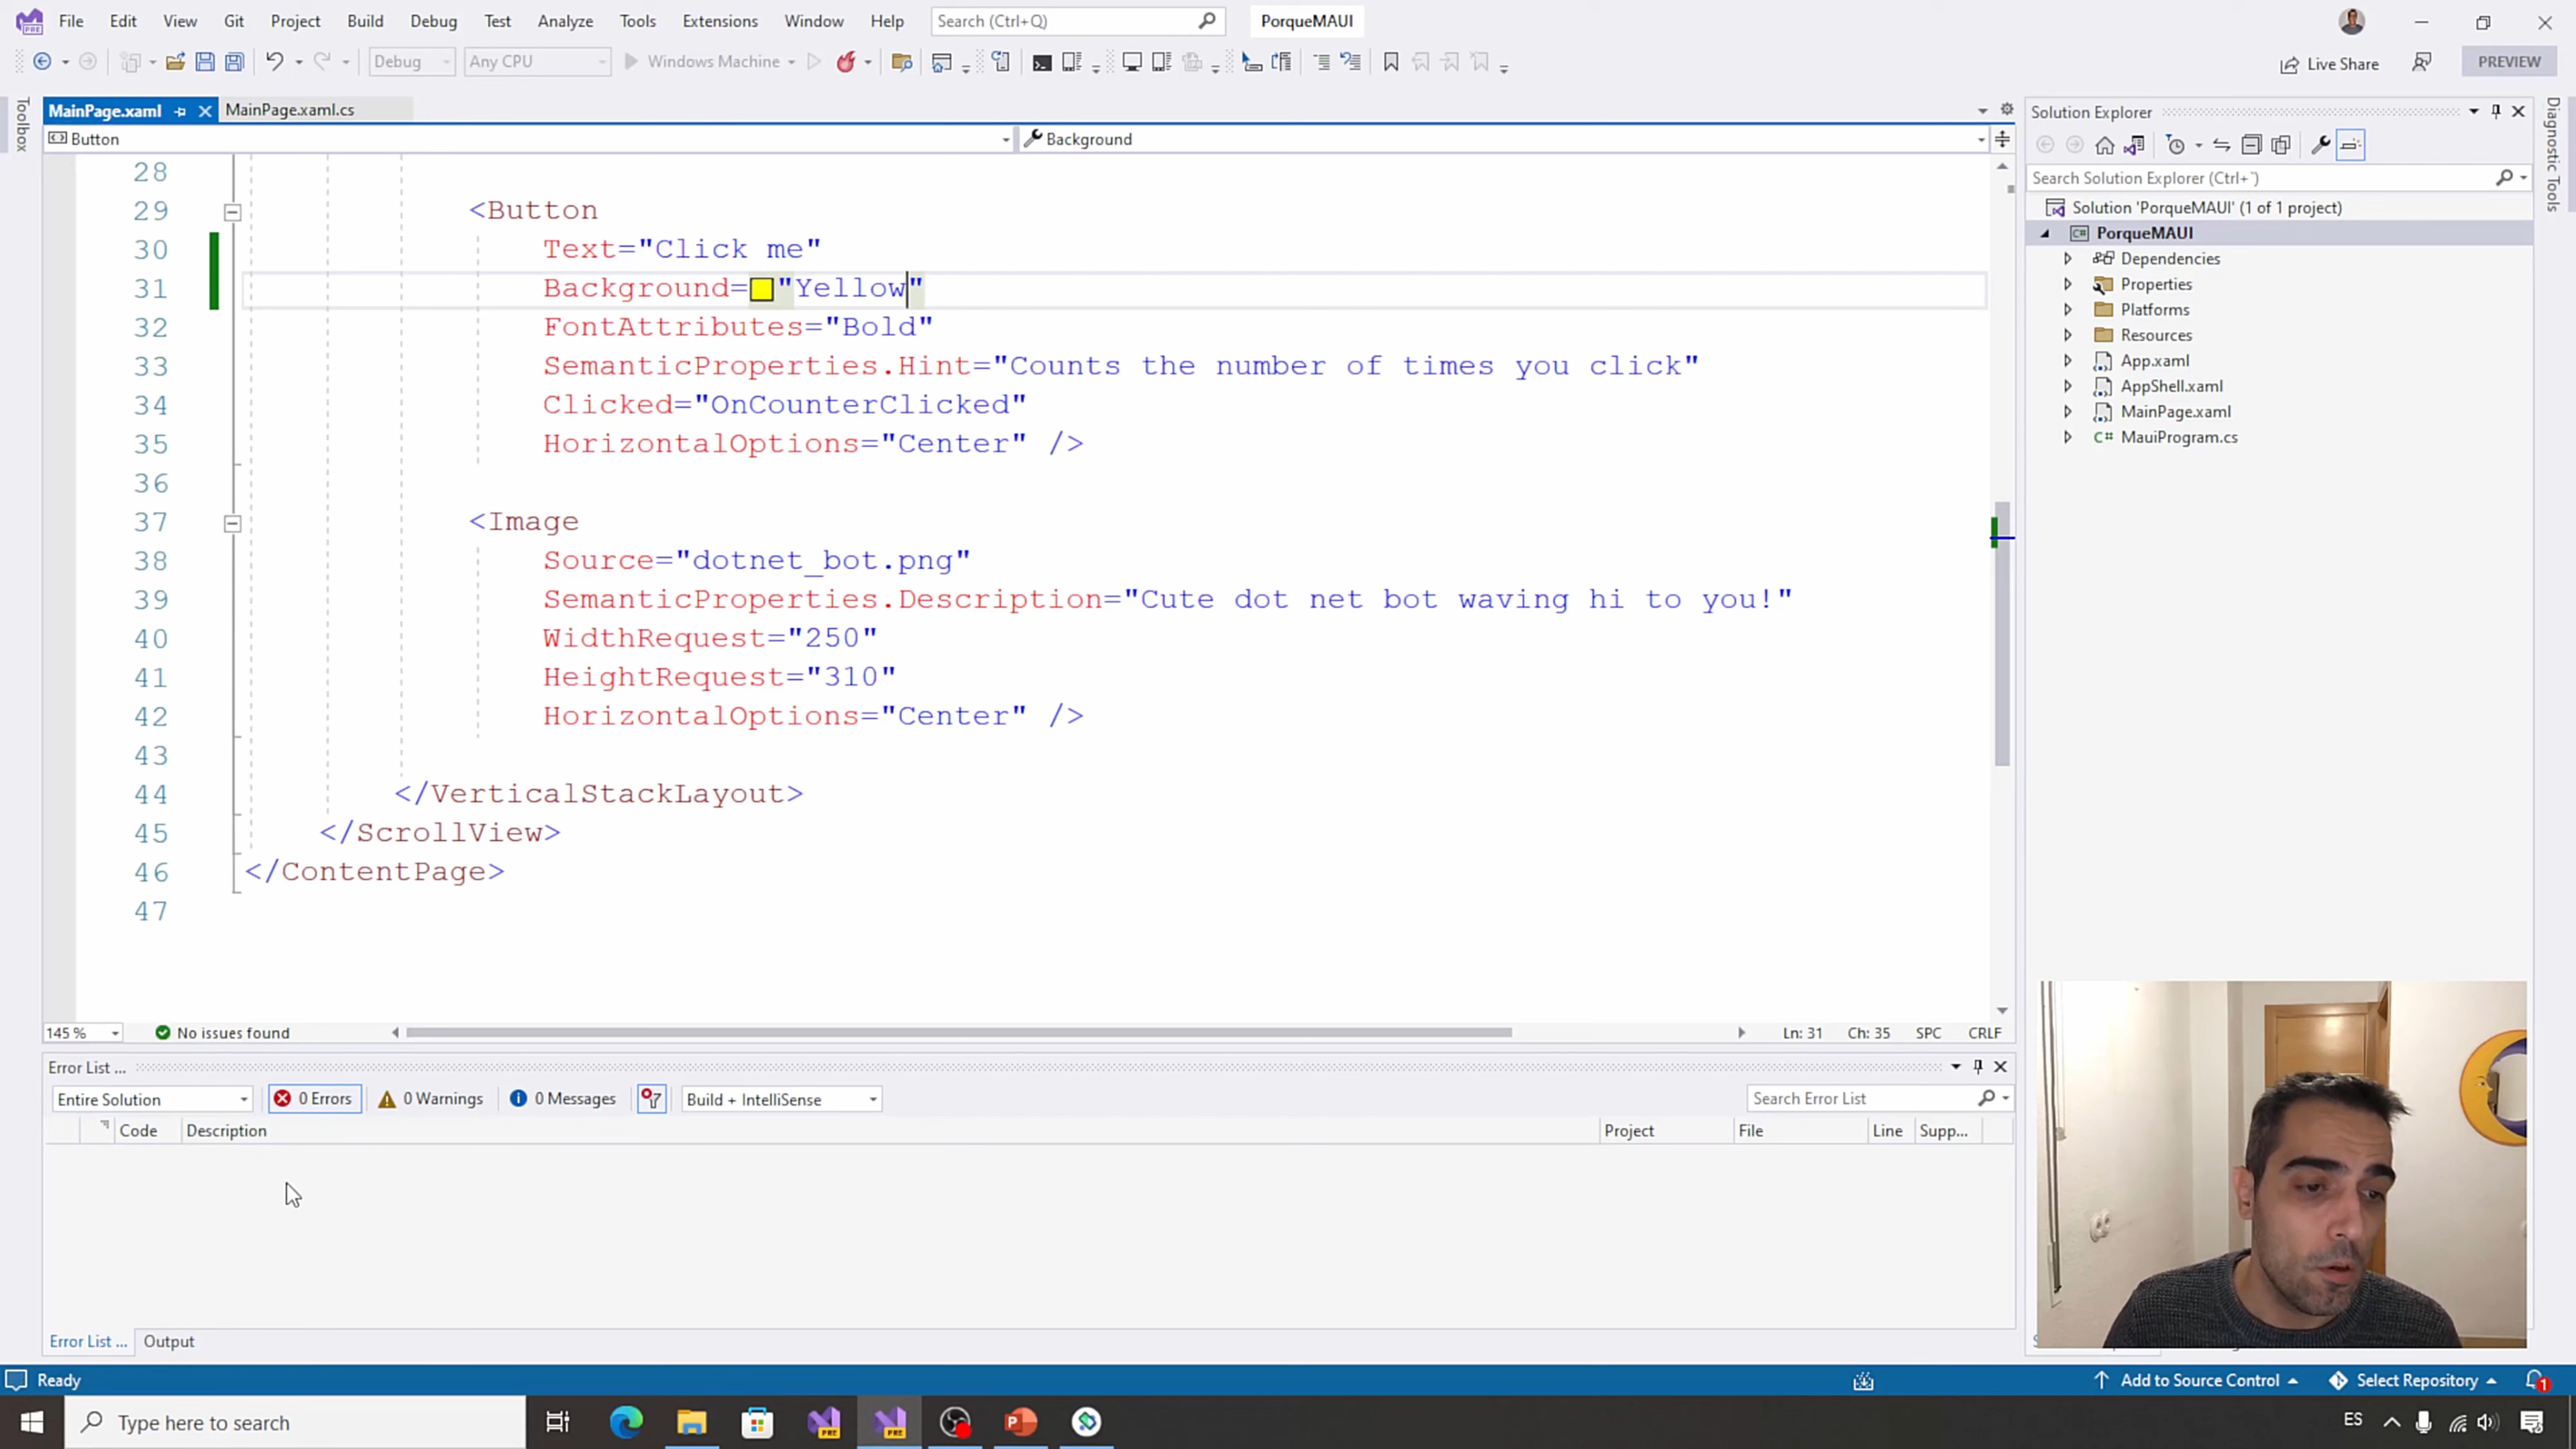 File Edit View Git Project Build Debug Test Analyze Tools Extensions Window Help Search (Ctrl+Q) PorqueMAUI
Debug Any CPU Windows Machine Live Share PREVIEW
Toolbox
MainPage.xaml MainPage.xaml.cs
Button Background
28
29 <Button
30 Text="Click me"
31 Background="Yellow"
32 FontAttributes="Bold"
33 SemanticProperties.Hint="Counts the number of times you click"
34 Clicked="OnCounterClicked"
35 HorizontalOptions="Center" />
36
37 <Image
38 Source="dotnet_bot.png"
39 SemanticProperties.Description="Cute dot net bot waving hi to you!"
40 WidthRequest="250"
41 HeightRequest="310"
42 HorizontalOptions="Center" />
43
44 </VerticalStackLayout>
45 </ScrollView>
46 </ContentPage>
47
145 % No issues found Ln: 31 Ch: 35 SPC CRLF
Solution Explorer
Search Solution Explorer (Ctrl+`)
Solution 'PorqueMAUI' (1 of 1 project)
PorqueMAUI
Dependencies
Properties
Platforms
Resources
App.xaml
AppShell.xaml
MainPage.xaml
C# MauiProgram.cs
Diagnostic Tools
Error List ...
Entire Solution 0 Errors 0 Warnings 0 Messages Build + IntelliSense Search Error List
Code Description Project File Line Supp...
Error List ... Output
Ready Add to Source Control Select Repository 1
Type here to search PRE PRE ES